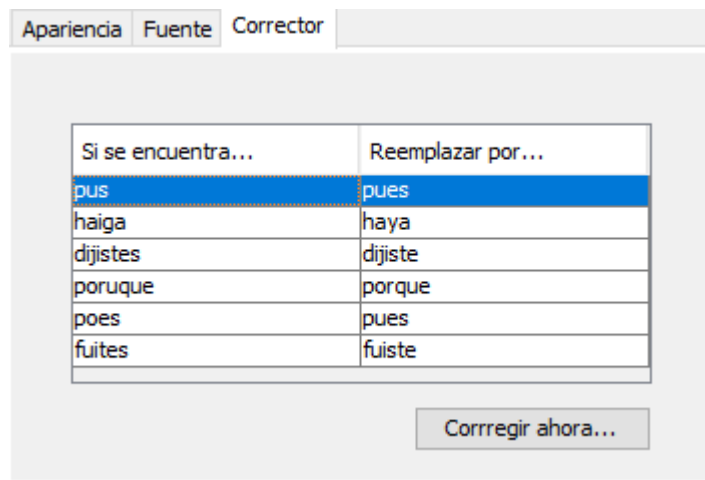 Apariencia Fuente Corrector
Si se encuentra... Reemplazar por...
pus pues
haiga haya
dijistes dijiste
poruque porque
poes pues
fuites fuiste
Corrregir ahora...